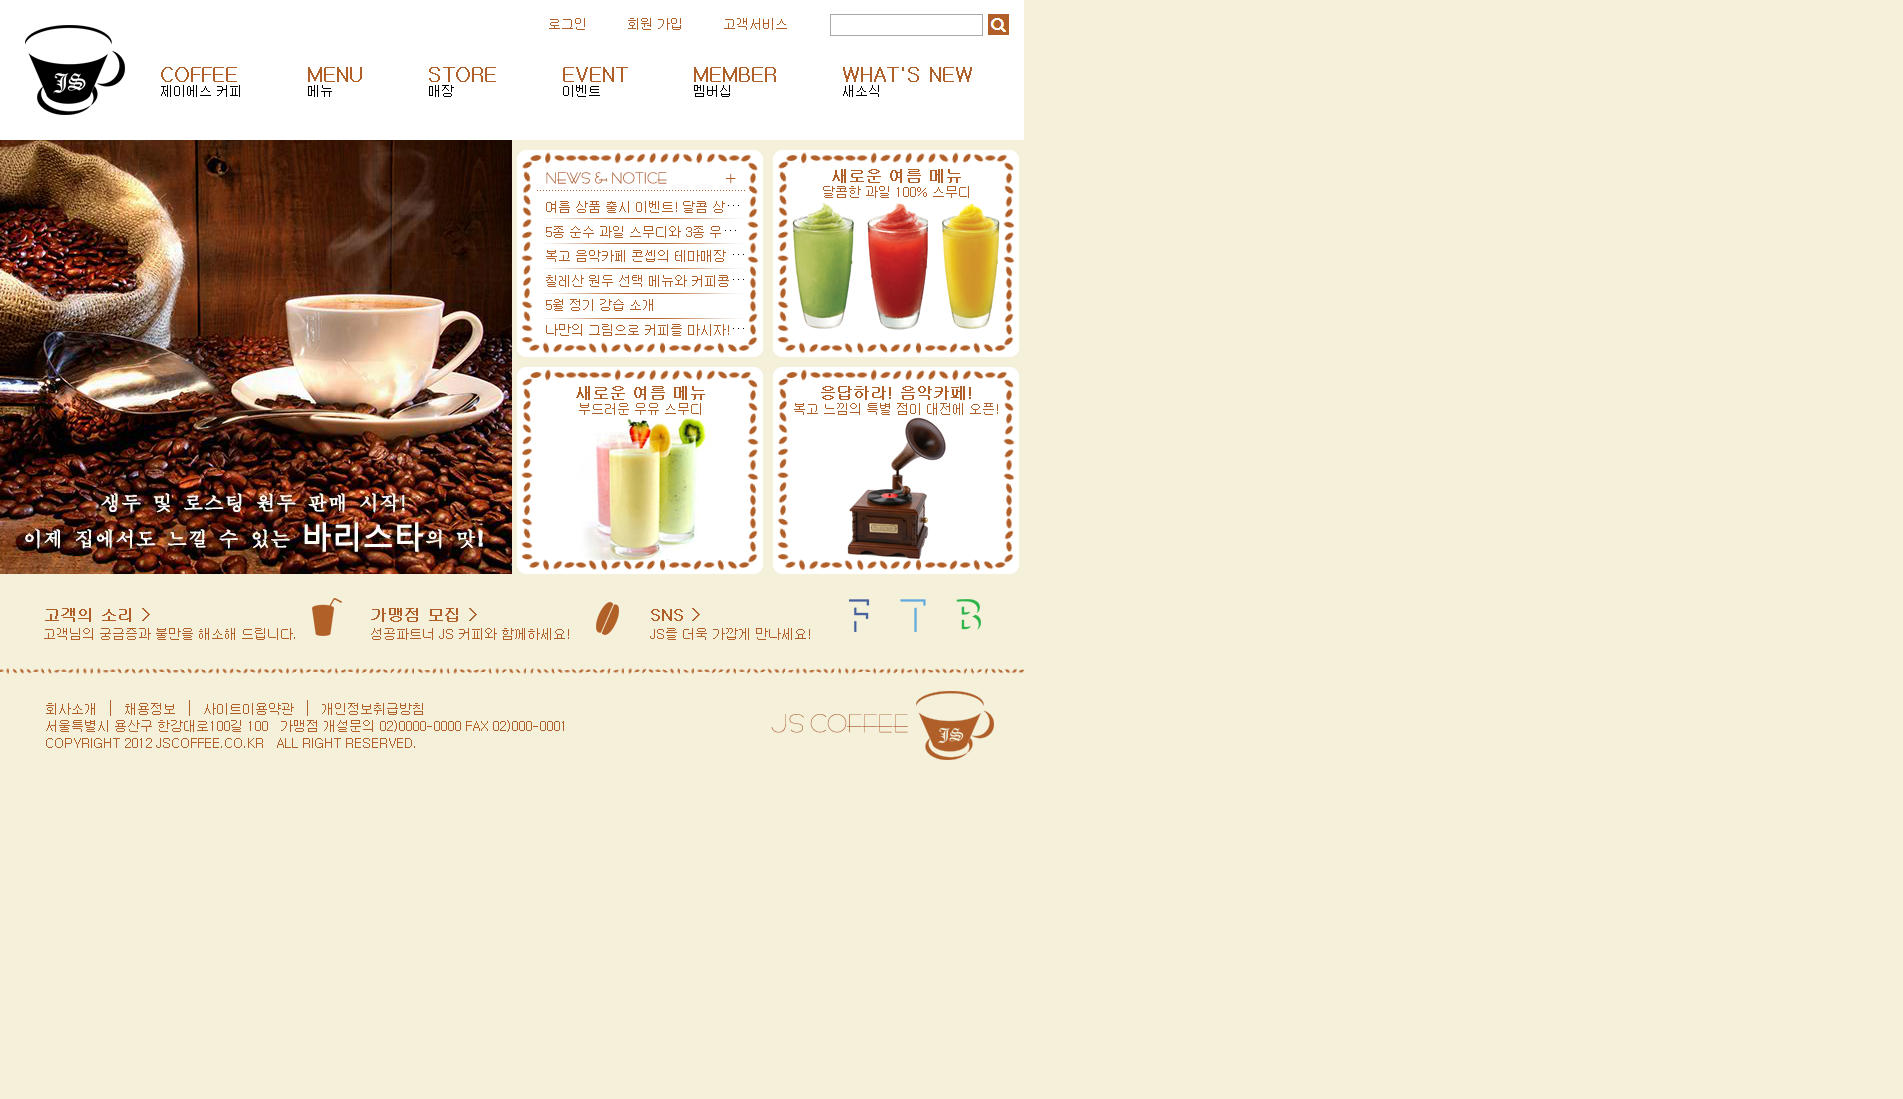 로그인 회원 가입 고객서비스
JS
COFFEE MENU STORE EVENT MEMBER WHAT'S NEW
제이에스 커피 메뉴 매장 이벤트 멤버십 새소식
생두 및 로스팅 원두 판매 시작!
이제 집에서도 느낄 수 있는 바리스타의 맛!
NEWS & NOTICE +
여름 상품 출시 이벤트! 달콤 상…
5종 순수 과일 스무디와 3종 우…
복고 음악카페 콘셉의 테마매장 …
칠레산 원두 선택 메뉴와 커피콩…
5월 정기 강습 소개
나만의 그림으로 커피를 마시자!…
새로운 여름 메뉴
달콤한 과일 100% 스무디
새로운 여름 메뉴
부드러운 우유 스무디
응답하라! 음악카페!
복고 느낌의 특별 점이 대전에 오픈!
고객의 소리 >
고객님의 궁금증과 불만을 해소해 드립니다.
가맹점 모집 >
성공파트너 JS 커피와 함께하세요!
SNS >
JS를 더욱 가깝게 만나세요!
F T B
회사소개 | 채용정보 | 사이트이용약관 | 개인정보취급방침
서울특별시 용산구 한강대로100길 100 가맹점 개설문의 02)0000-0000 FAX 02)000-0001
COPYRIGHT 2012 JSCOFFEE.CO.KR ALL RIGHT RESERVED.
JS COFFEE
JS